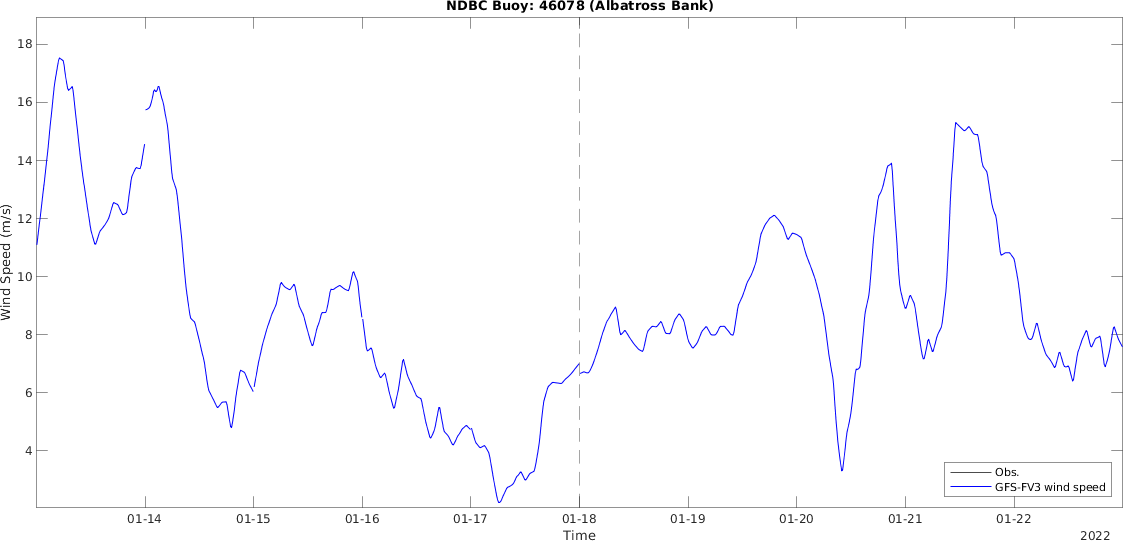 NDBC Buoy: 46078 (Albatross Bank)
18
16
14
12
10
8
6
4
Wind Speed (m/s)
01-14 01-15 01-16 01-17 01-18 01-19 01-20 01-21 01-22
Time
2022
Obs.
GFS-FV3 wind speed